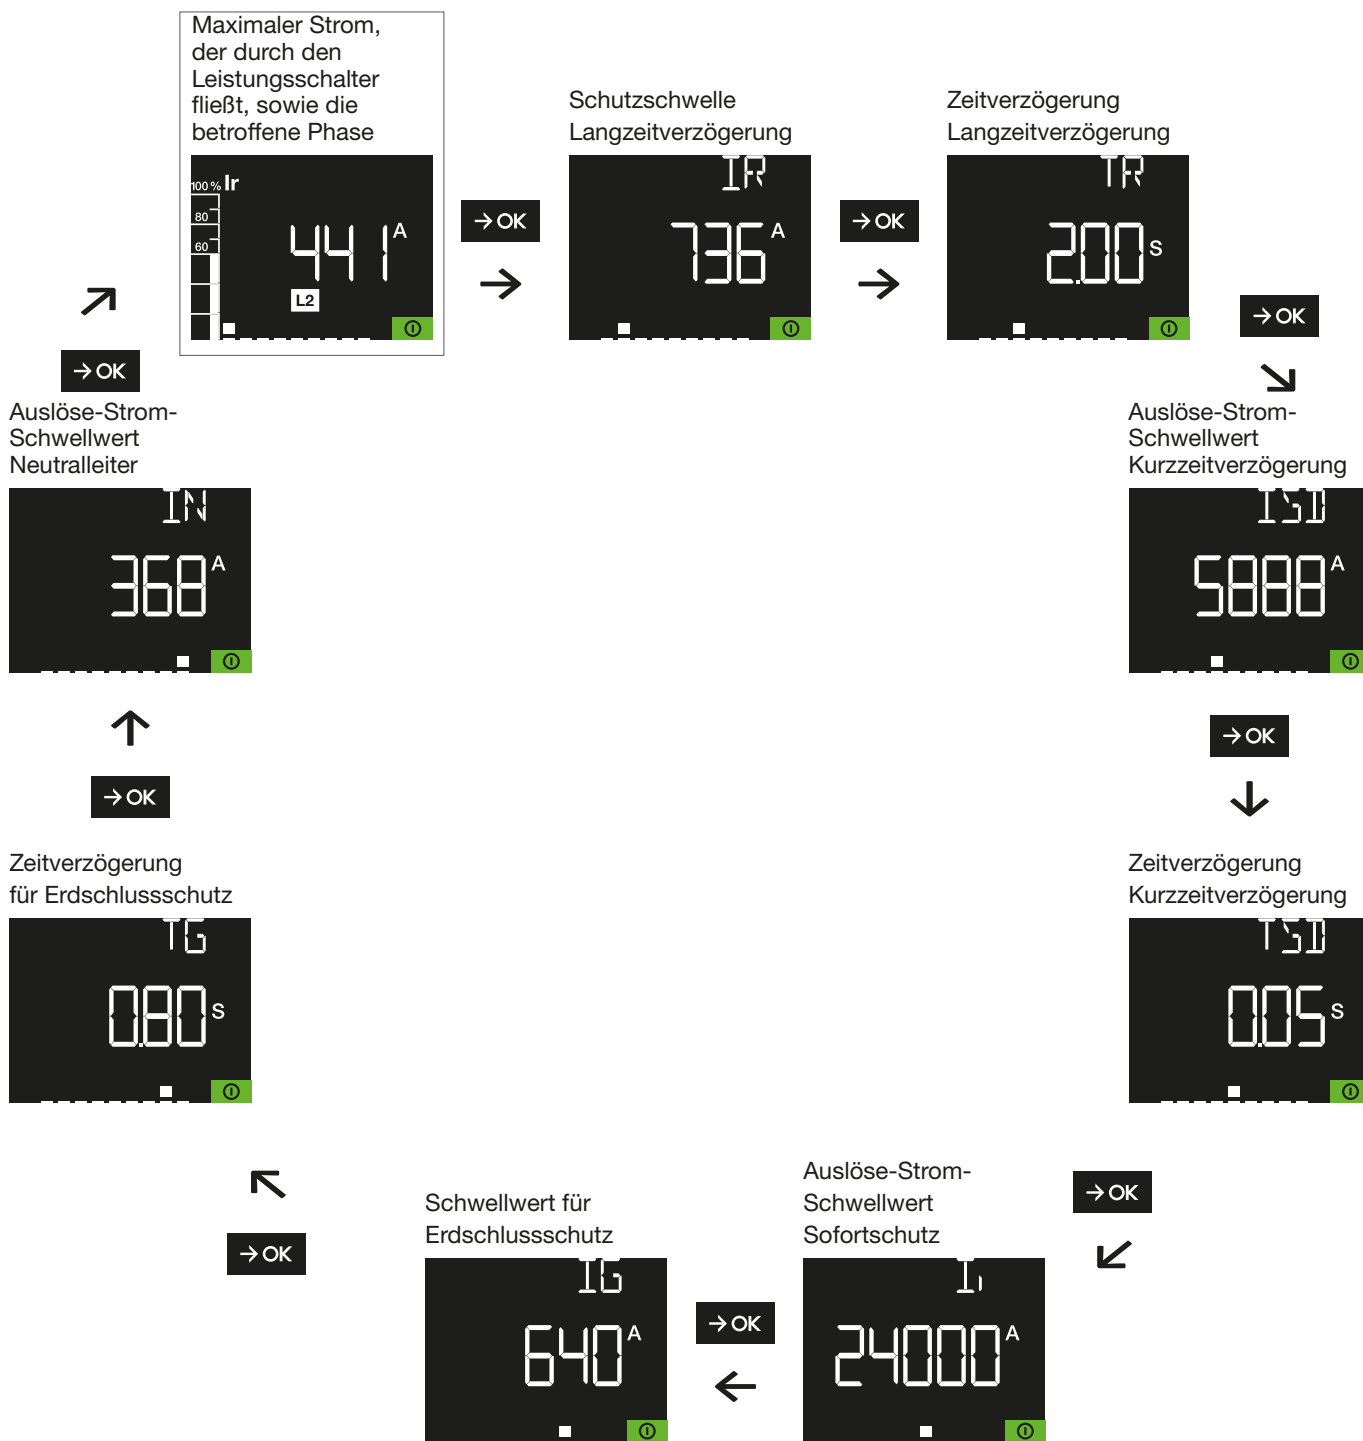 Maximaler Strom,
der durch den
Leistungsschalter
fließt, sowie die
betroffene Phase
100 % Ir
80
60
441 A
L2
→ OK
Schutzschwelle
Langzeitverzögerung
IR
736 A
→ OK
Zeitverzögerung
Langzeitverzögerung
TR
2.00 S
→ OK
Auslöse-Strom-
Schwellwert
Kurzzeitverzögerung
ISD
5888 A
→ OK
Zeitverzögerung
Kurzzeitverzögerung
TSD
0.05 S
→ OK
Auslöse-Strom-
Schwellwert
Sofortschutz
Ii
24000 A
→ OK
Schwellwert für
Erdschlussschutz
IG
640 A
→ OK
Zeitverzögerung
für Erdschlussschutz
TG
0.80 S
→ OK
Auslöse-Strom-
Schwellwert
Neutralleiter
IN
368 A
→ OK